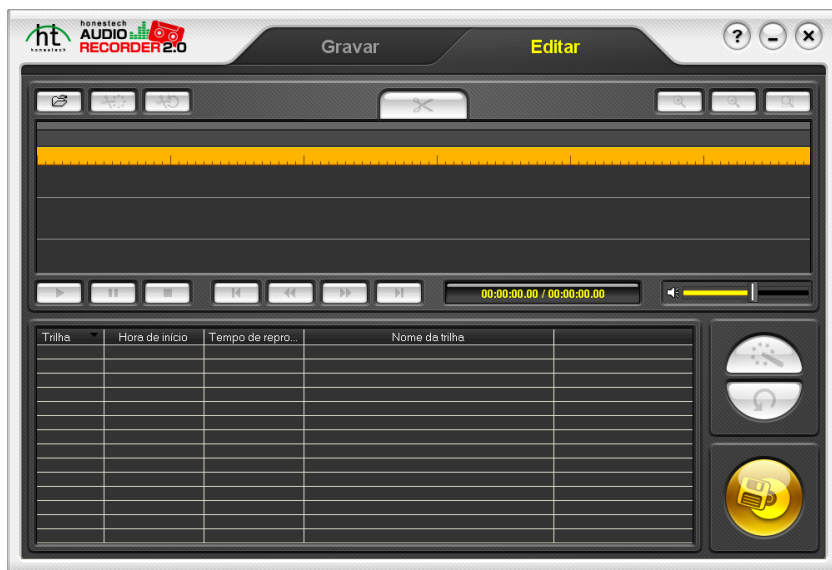 honestech
AUDIO
RECORDER 2.0
ht
honestech
Gravar
Editar
?
00:00:00.00 / 00:00:00.00
Trilha
Hora de início
Tempo de repro...
Nome da trilha